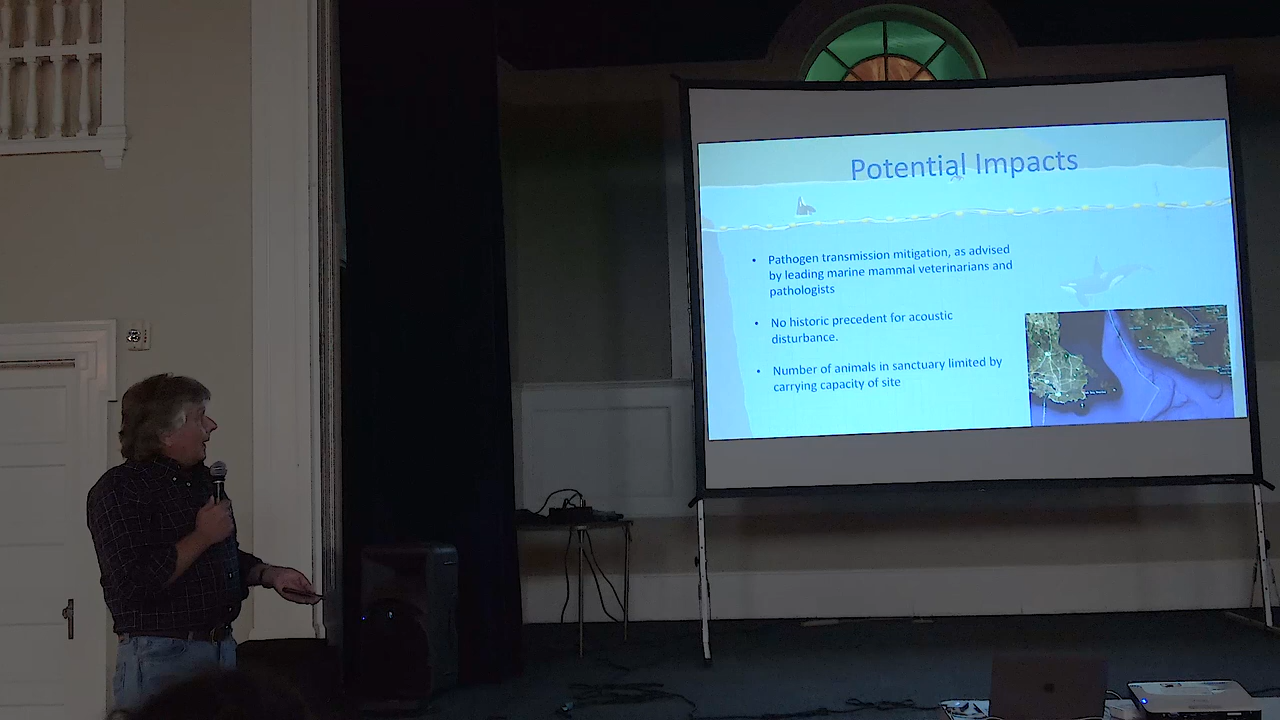 Potential Impacts
• Pathogen transmission mitigation, as advised
by leading marine mammal veterinarians and
pathologists
• No historic precedent for acoustic
disturbance.
• Number of animals in sanctuary limited by
carrying capacity of site